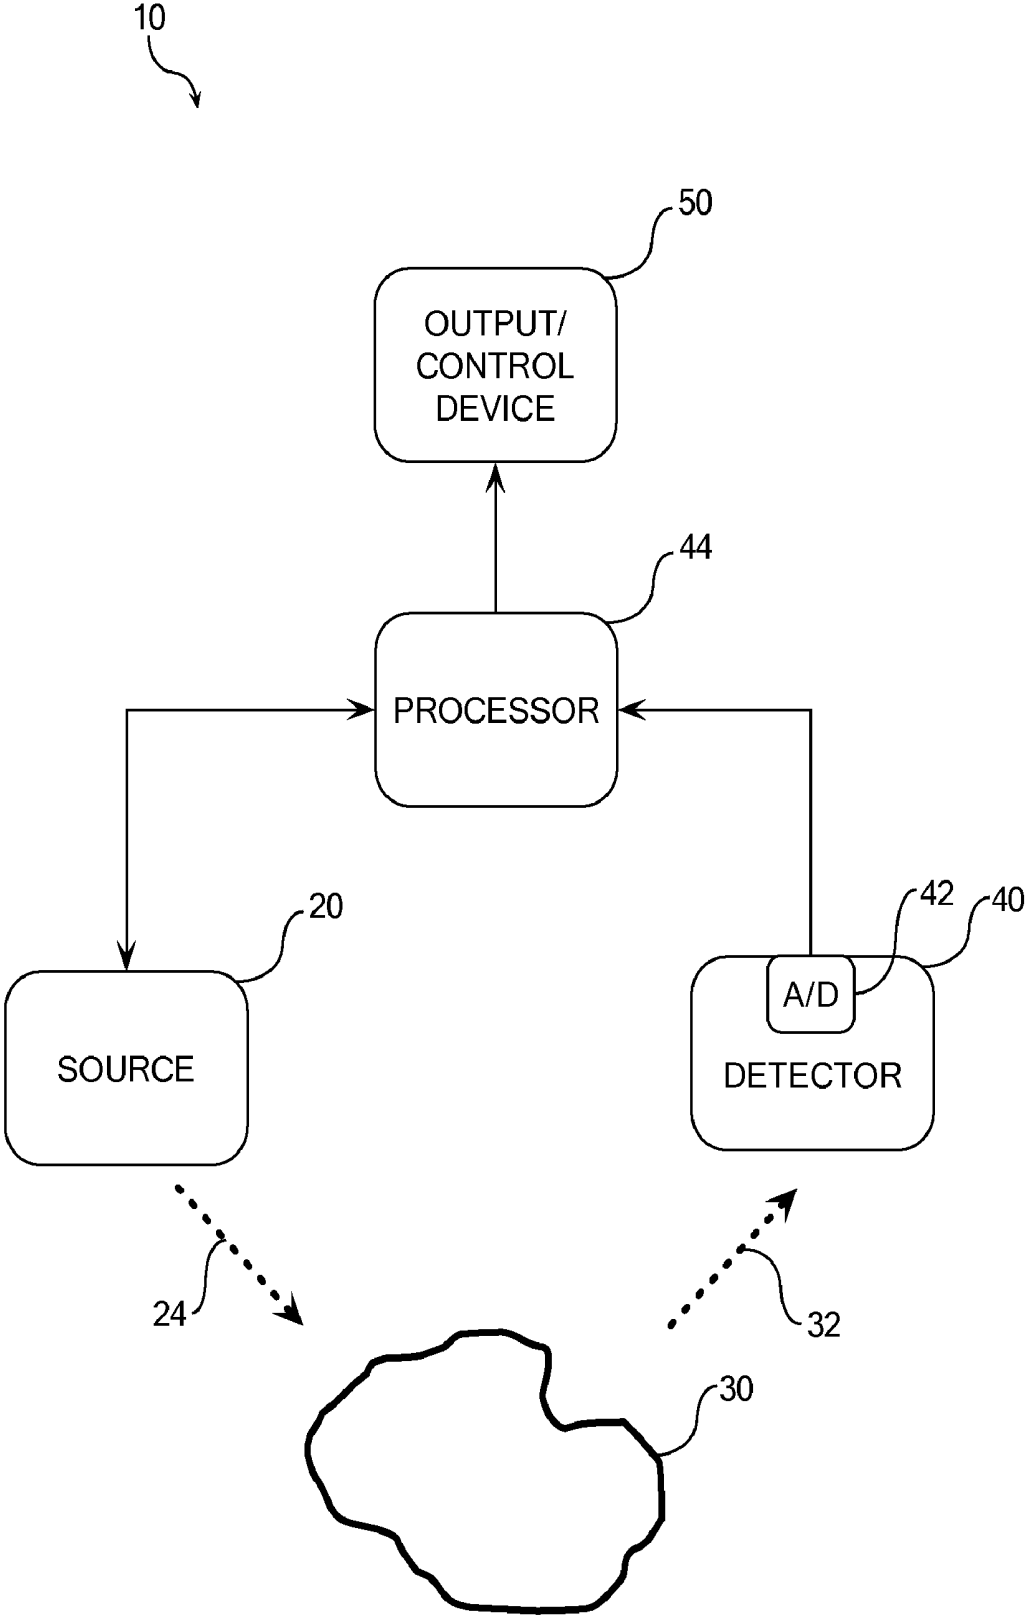 10
50
OUTPUT/
CONTROL
DEVICE
44
PROCESSOR
20
42
40
SOURCE
A/D
DETECTOR
24
32
30